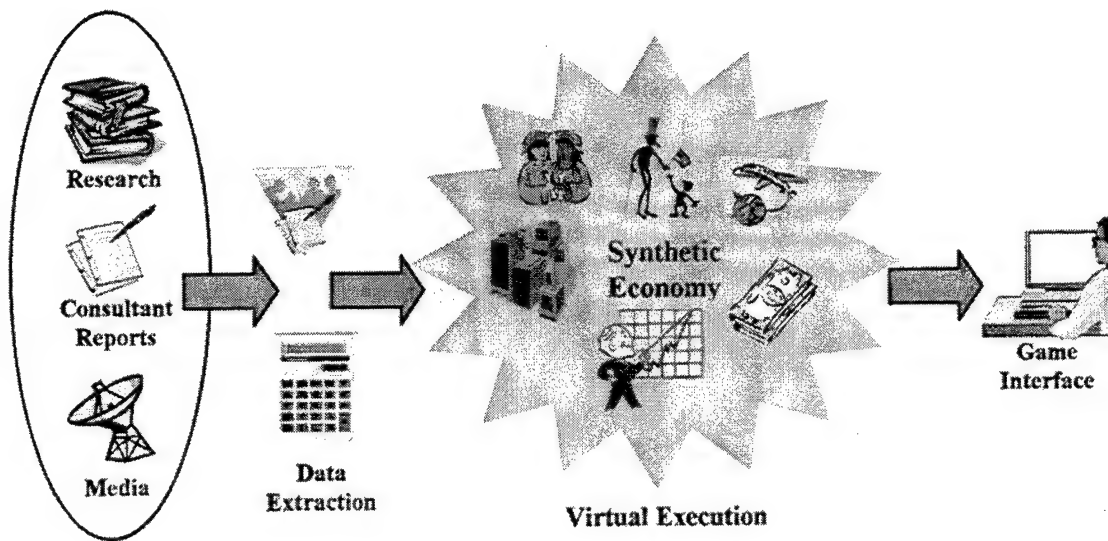 Research
Consultant
Reports
Media
Data
Extraction
Synthetic
Economy
Virtual Execution
Game
Interface